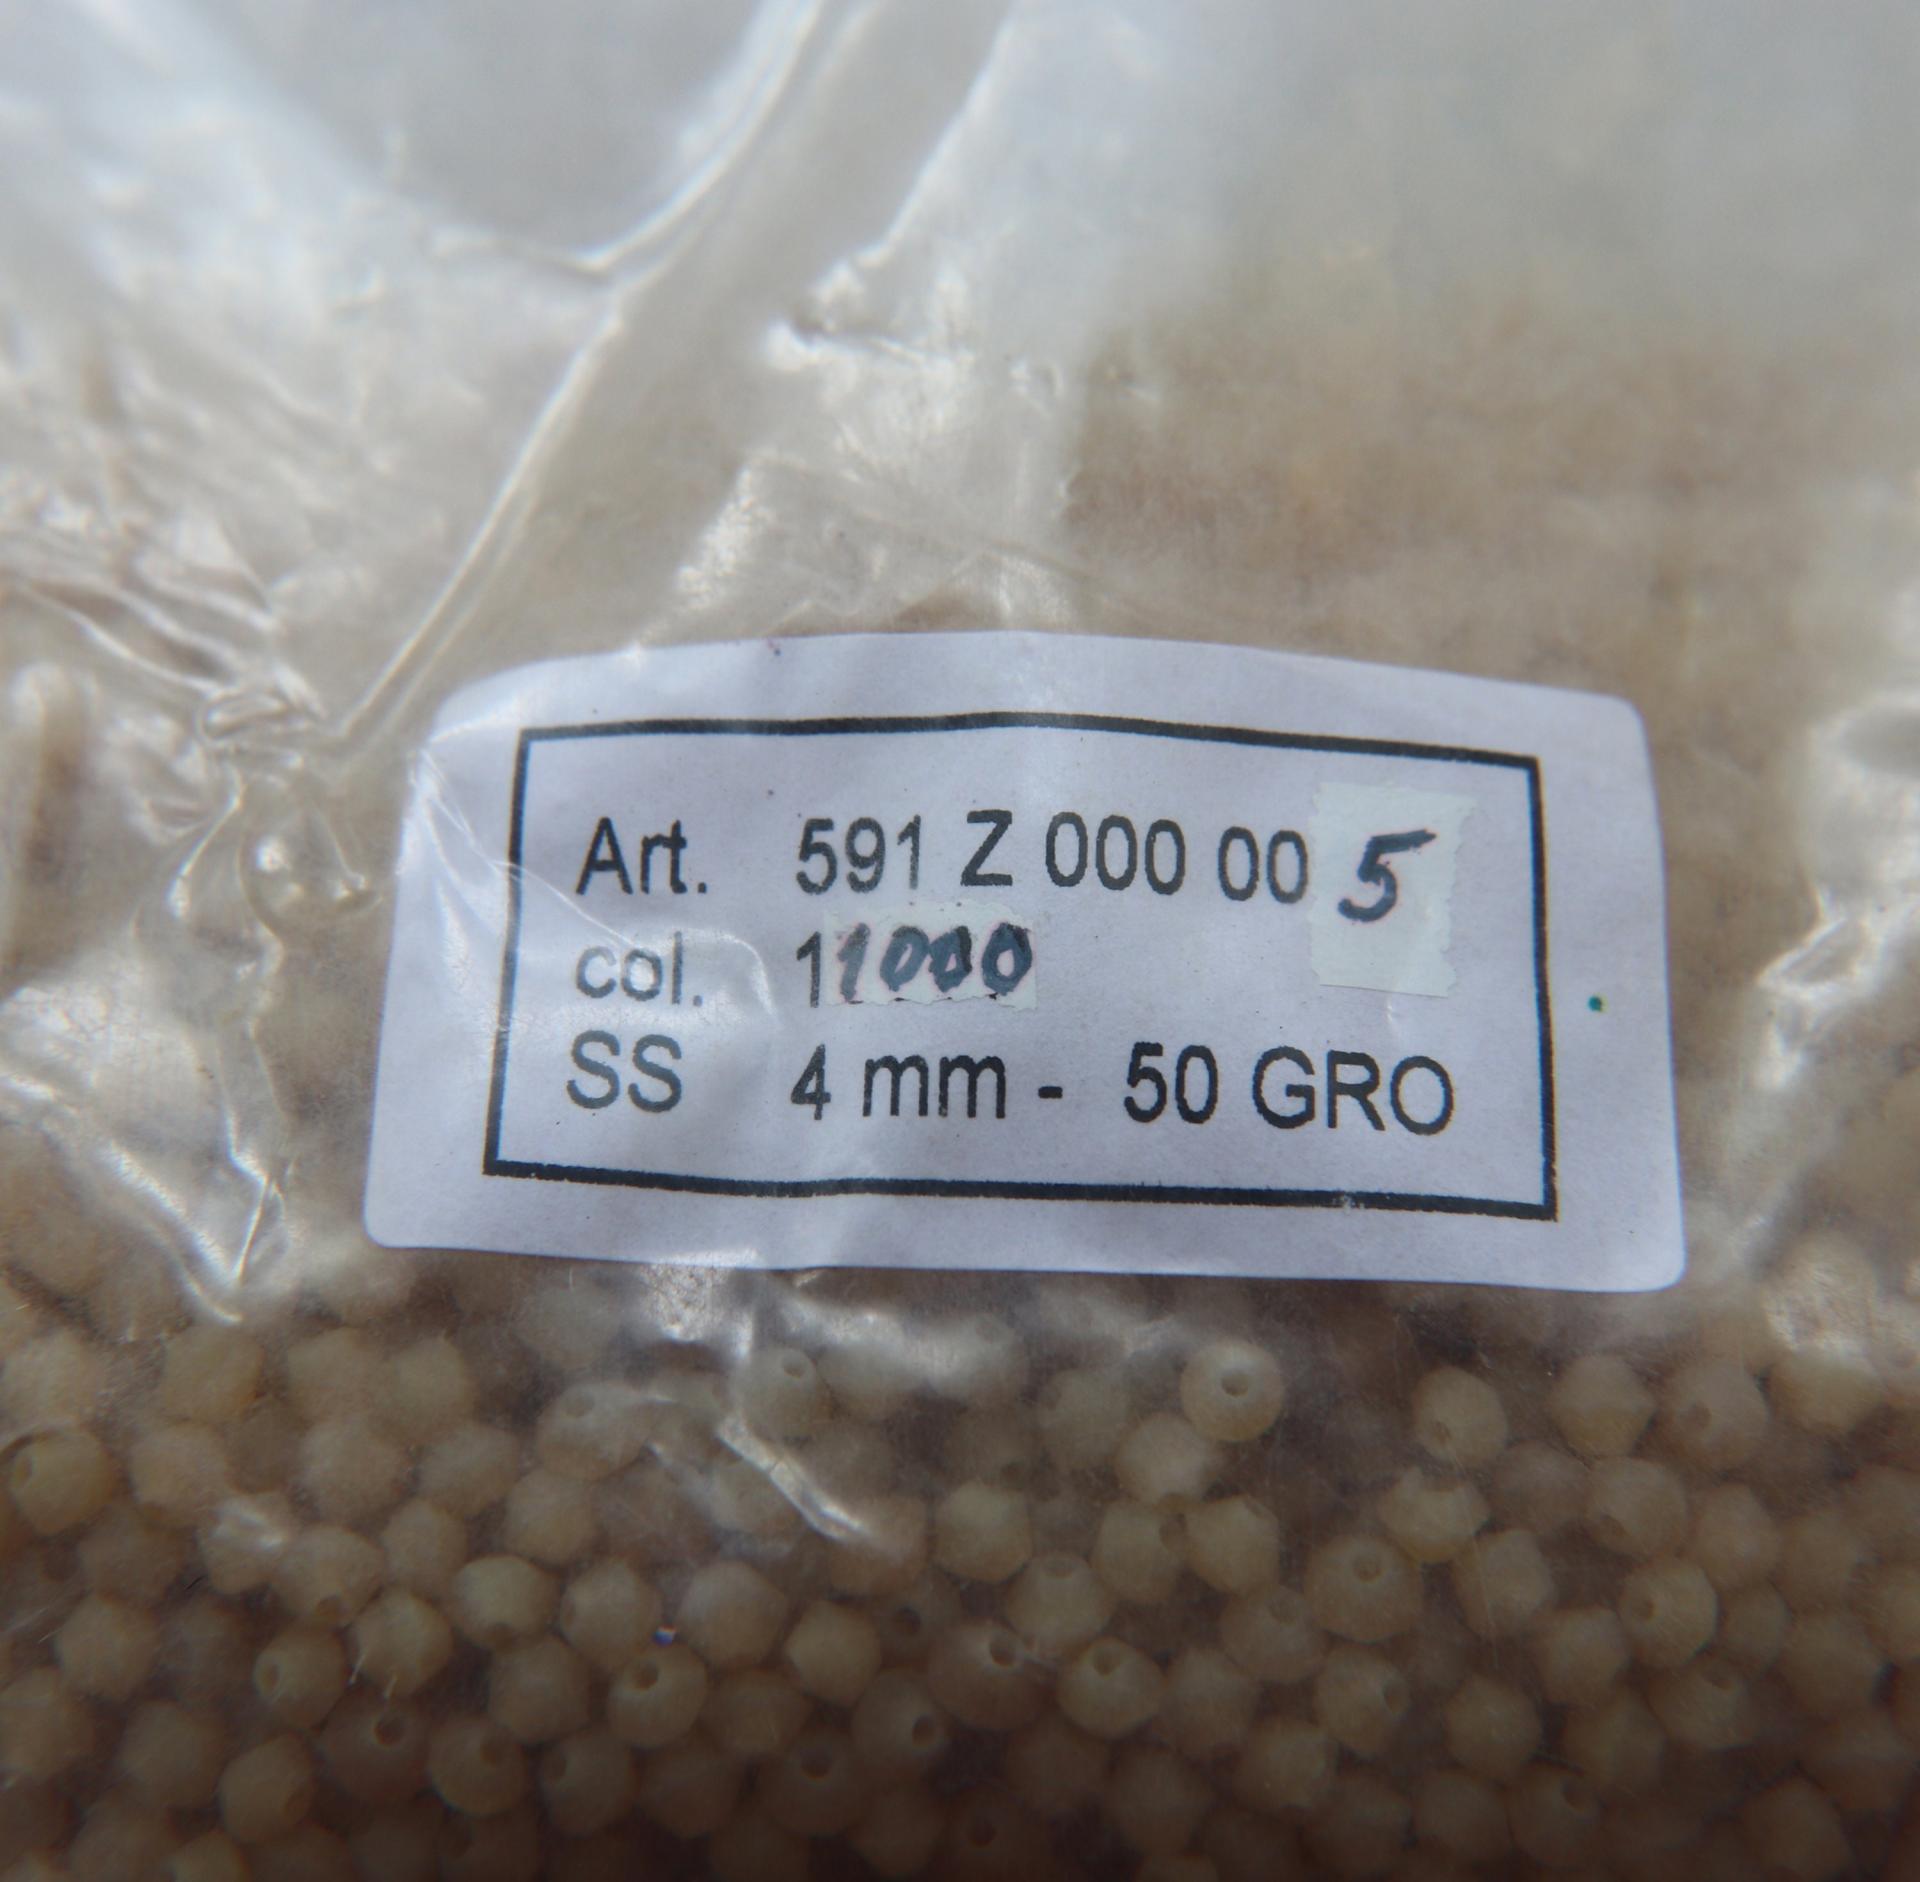 Art. 591 Z 000 00 5
col. 11000
SS 4 mm - 50 GRO